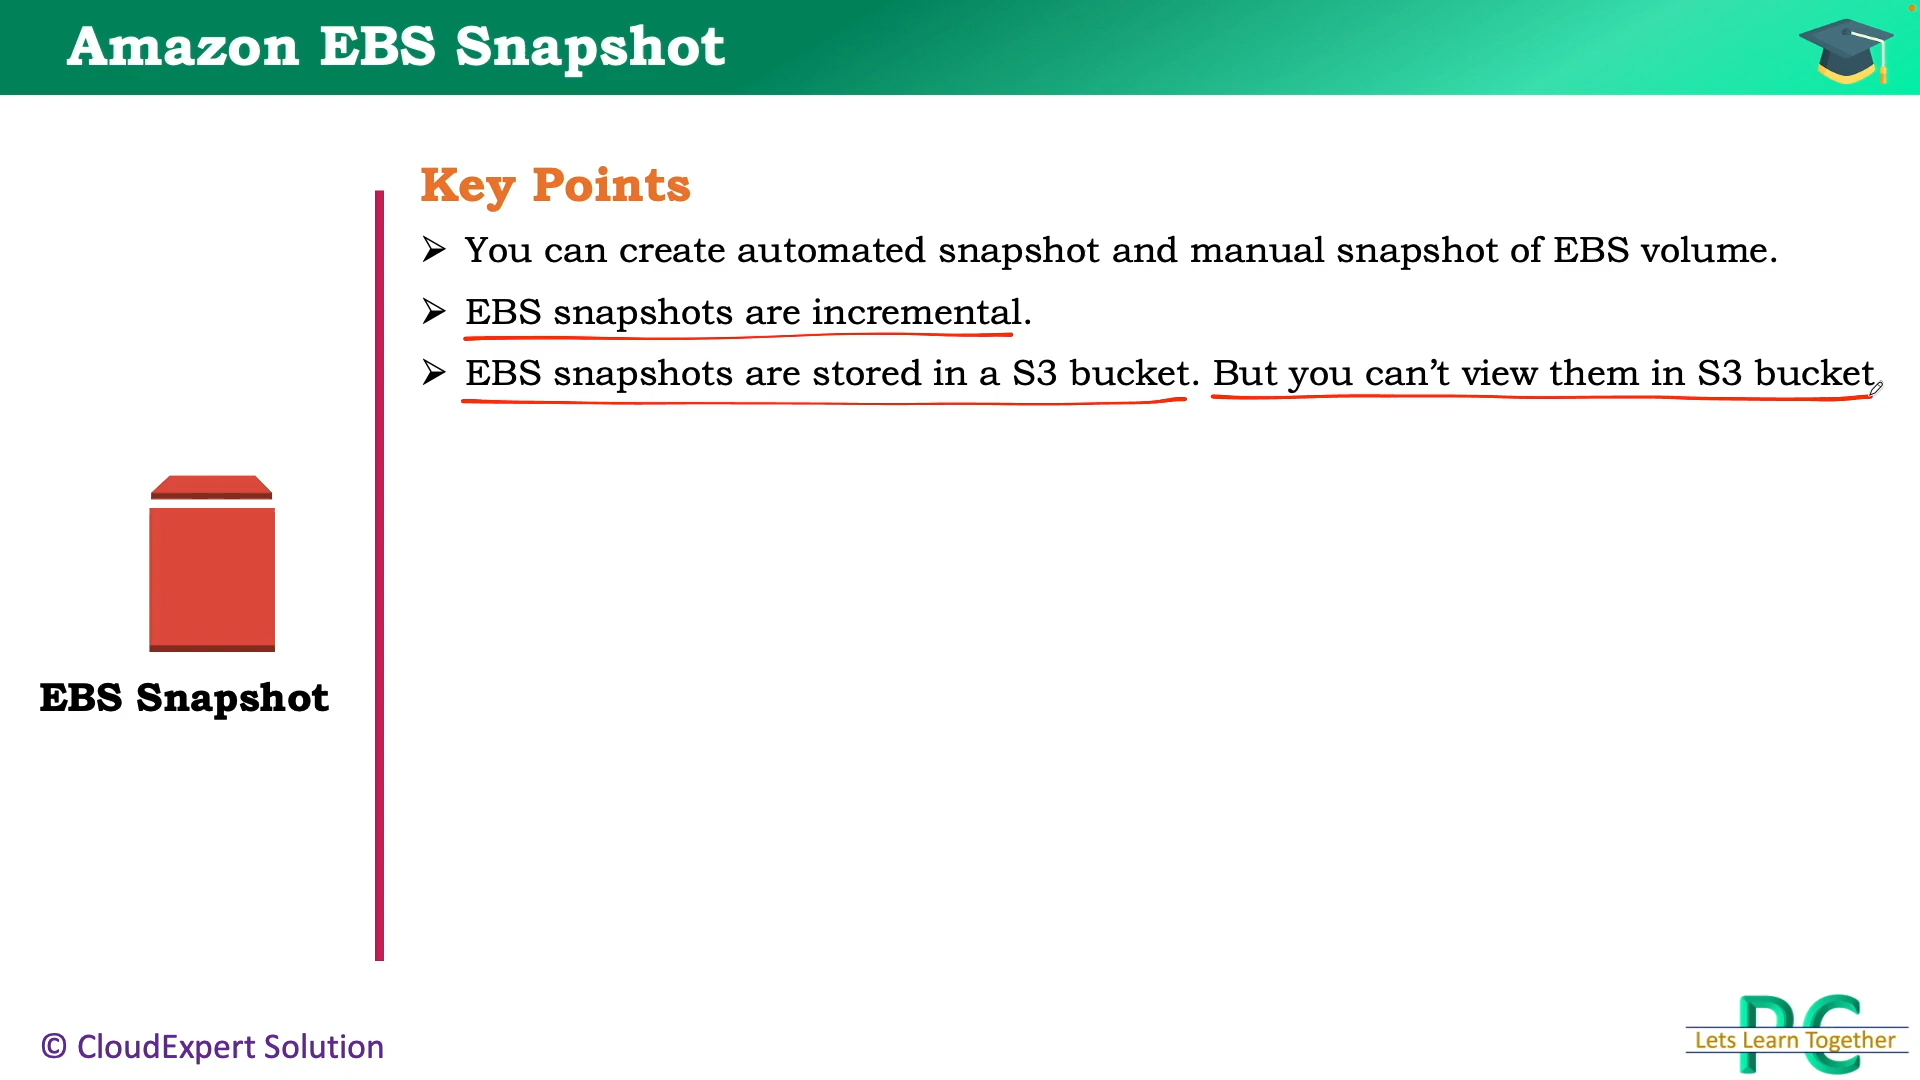 Amazon EBS Snapshot
Key Points
➢ You can create automated snapshot and manual snapshot of EBS volume.
➢ EBS snapshots are incremental.
➢ EBS snapshots are stored in a S3 bucket. But you can’t view them in S3 bucket
EBS Snapshot
© CloudExpert Solution
PC
Lets Learn Together